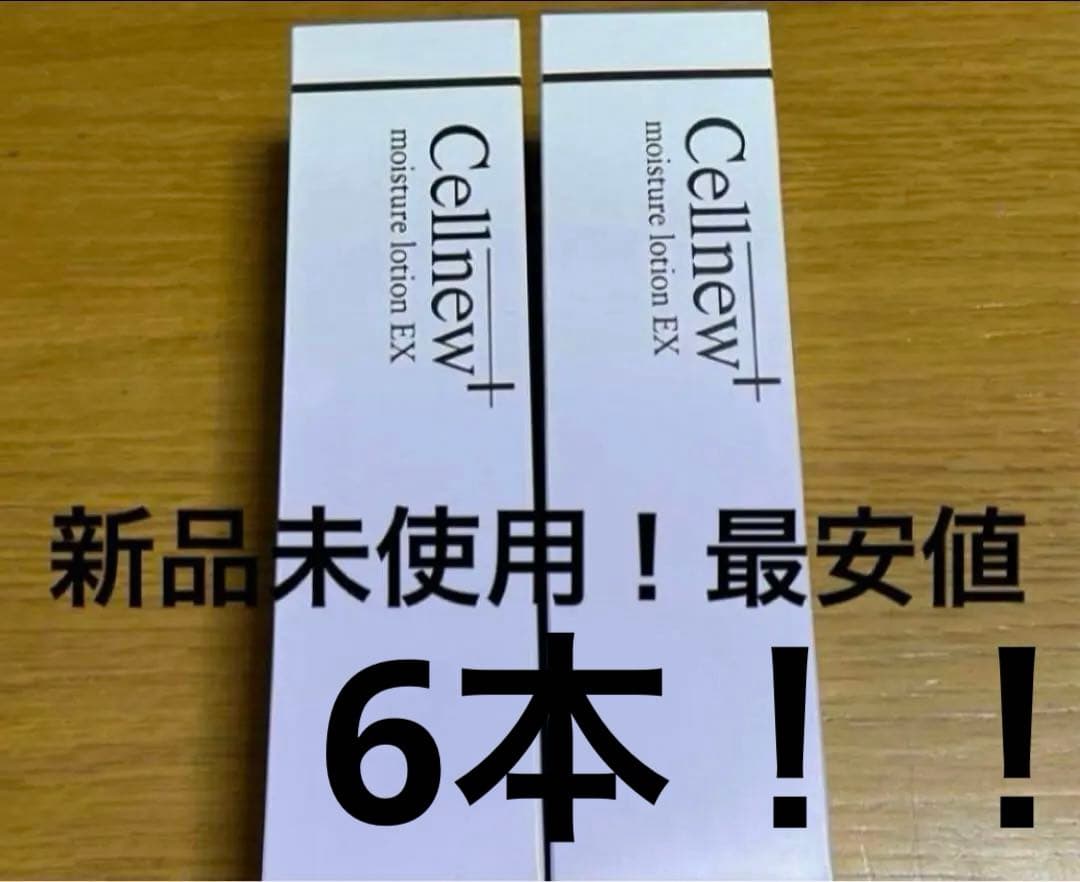 Cellnew+
moisture lotion EX
Cellnew+
moisture lotion EX
新品未使用！最安値
6本！！